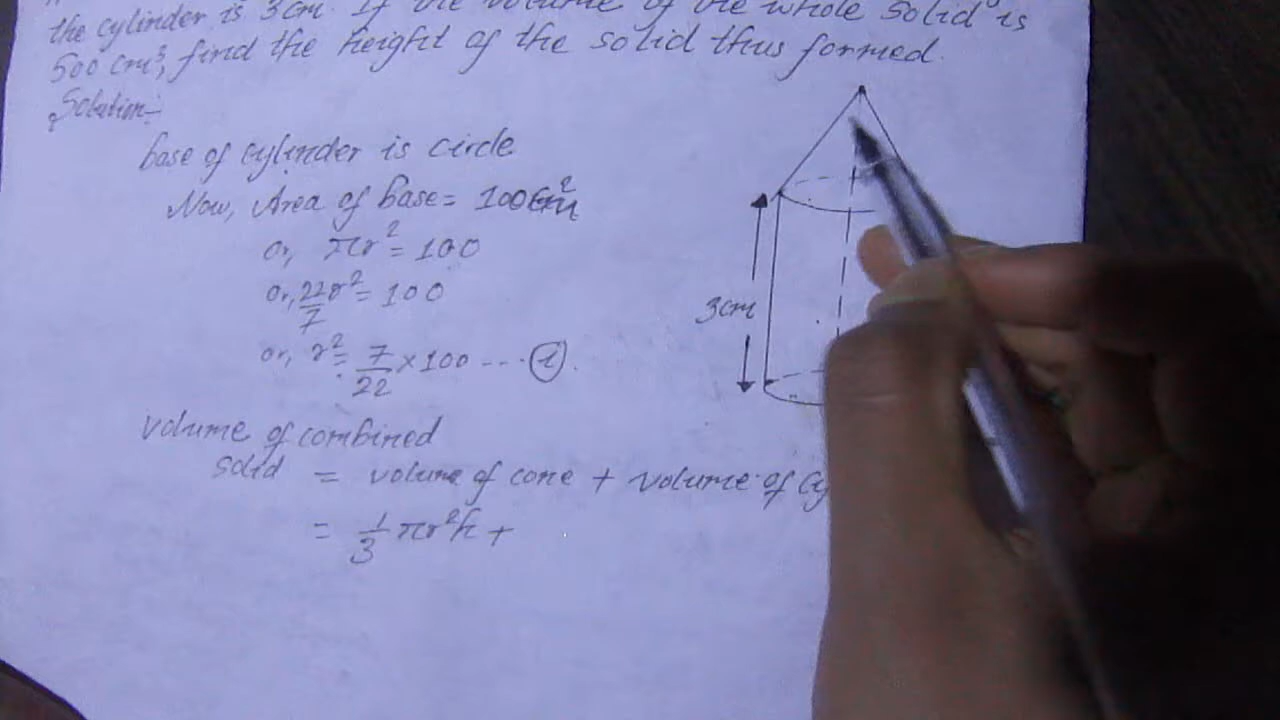 the cylinder is 3cm. If the volume of the whole solid is
500 cm³, find the height of the solid thus formed.
Solution:-
base of cylinder is circle
Now, Area of base = 100cm²
or, πr² = 100
or, 22/7 r² = 100
or, r² = 7/22 × 100 ---- (i).
3cm
volume of combined
solid = volume of cone + volume of cy
= 1/3 πr²h +